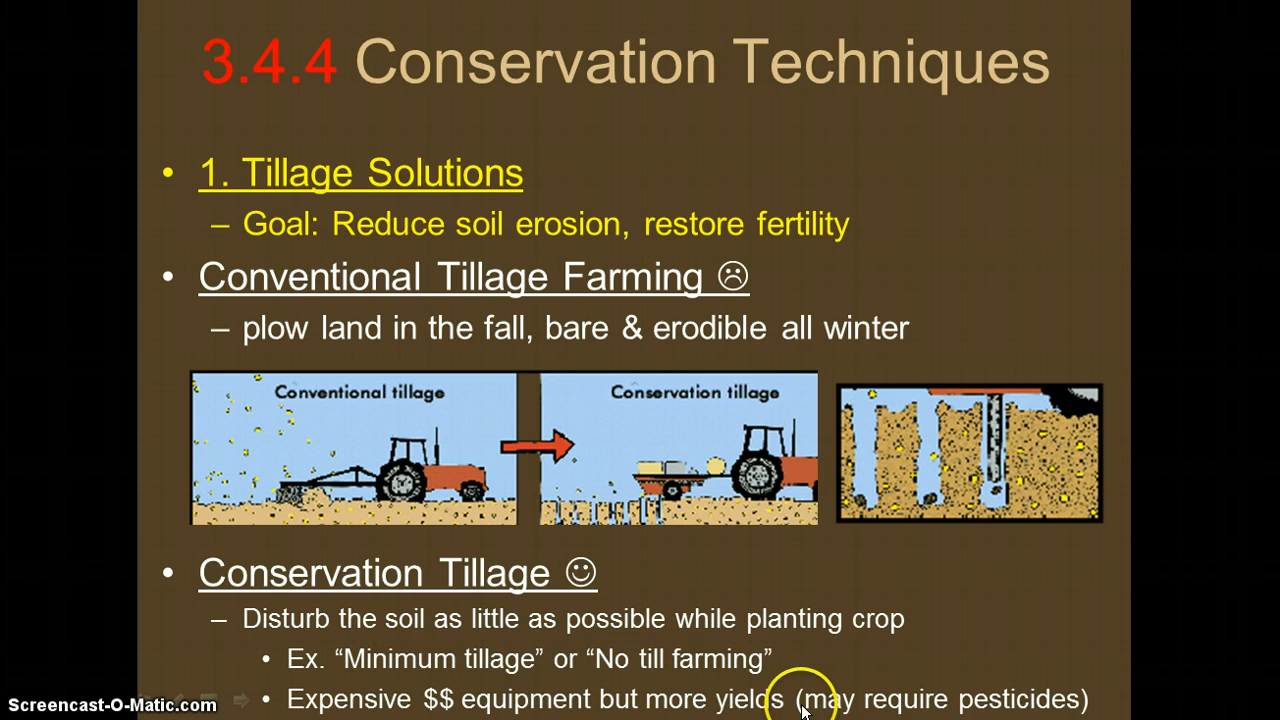 3.4.4 Conservation Techniques
• 1. Tillage Solutions
– Goal: Reduce soil erosion, restore fertility
• Conventional Tillage Farming ☹
– plow land in the fall, bare & erodible all winter
Conventional tillage
Conservation tillage
• Conservation Tillage ☺
– Disturb the soil as little as possible while planting crop
• Ex. “Minimum tillage” or “No till farming”
• Expensive $$ equipment but more yields (may require pesticides)
Screencast-O-Matic.com